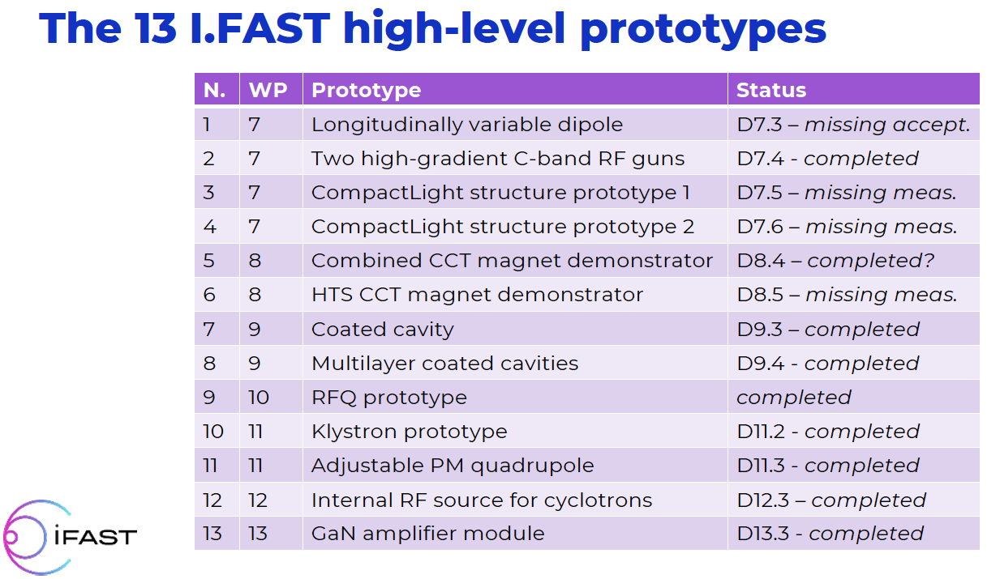 The 13 I.FAST high-level prototypes
N. WP Prototype Status
1 7 Longitudinally variable dipole D7.3 – missing accept.
2 7 Two high-gradient C-band RF guns D7.4 - completed
3 7 CompactLight structure prototype 1 D7.5 – missing meas.
4 7 CompactLight structure prototype 2 D7.6 – missing meas.
5 8 Combined CCT magnet demonstrator D8.4 – completed?
6 8 HTS CCT magnet demonstrator D8.5 – missing meas.
7 9 Coated cavity D9.3 – completed
8 9 Multilayer coated cavities D9.4 - completed
9 10 RFQ prototype completed
10 11 Klystron prototype D11.2 - completed
11 11 Adjustable PM quadrupole D11.3 - completed
12 12 Internal RF source for cyclotrons D12.3 – completed
13 13 GaN amplifier module D13.3 - completed
iFAST